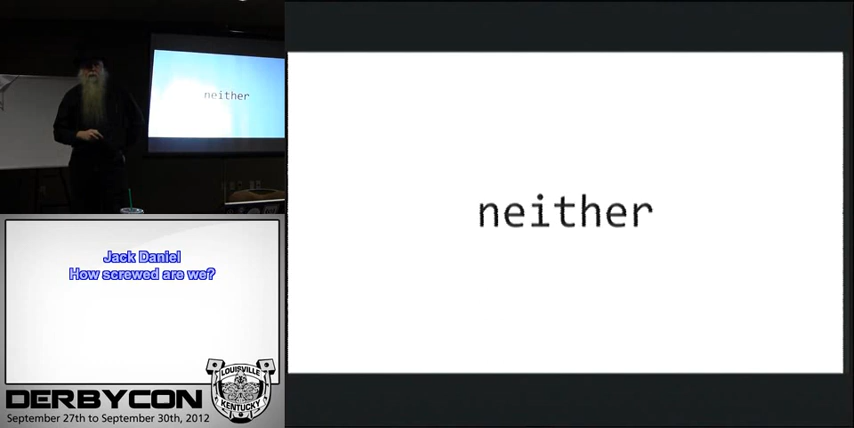 neither
neither
Jack Daniel
How screwed are we?
LOUISVILLE
KENTUCKY
DERBYCON
September 27th to September 30th, 2012